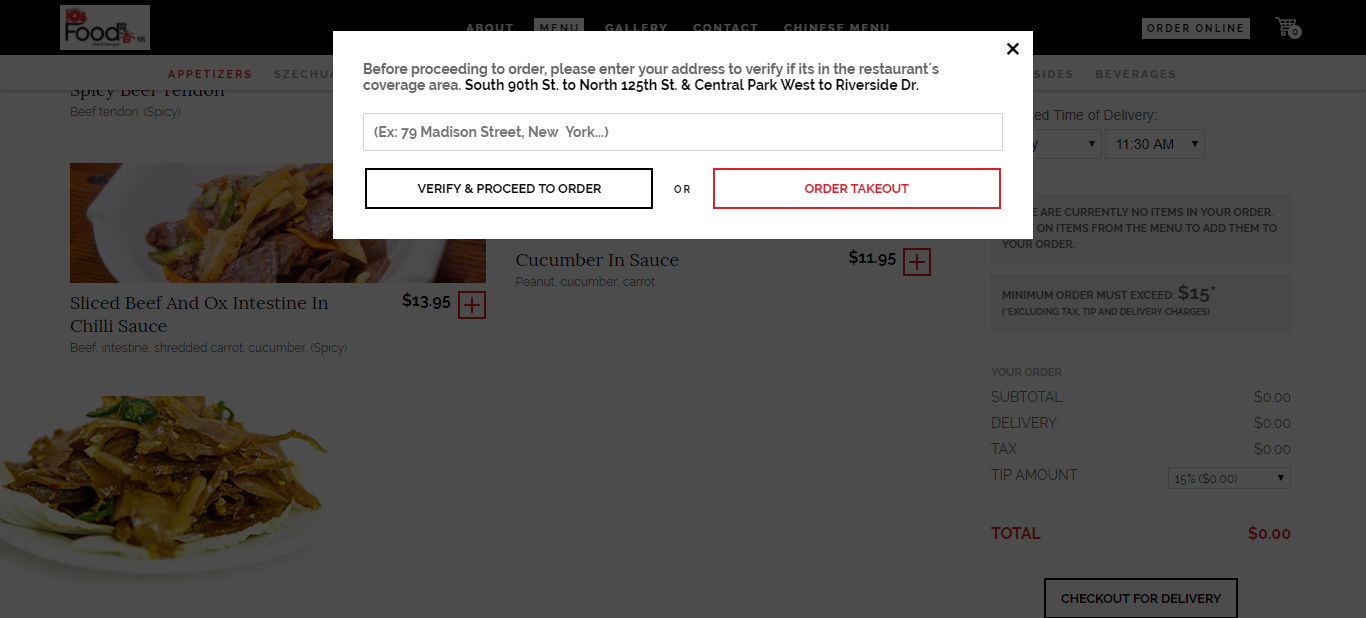 Food
ABOUT
MENU
GALLERY
CONTACT
CHINESE MENU
ORDER ONLINE
0
APPETIZERS
SZECHUA
SIDES
BEVERAGES
Before proceeding to order, please enter your address to verify if its in the restaurant´s
coverage area. South 90th St. to North 125th St. & Central Park West to Riverside Dr.
(Ex: 79 Madison Street, New York...)
VERIFY & PROCEED TO ORDER
OR
ORDER TAKEOUT
Spicy Beef Tendon
Beef tendon. (Spicy)
Sliced Beef And Ox Intestine In
Chilli Sauce
$13.95
Beef, intestine, shredded carrot, cucumber. (Spicy)
Cucumber In Sauce
$11.95
Peanut, cucumber, carrot.
ed Time of Delivery:
y
11:30 AM
E ARE CURRENTLY NO ITEMS IN YOUR ORDER.
ON ITEMS FROM THE MENU TO ADD THEM TO
YOUR ORDER.
MINIMUM ORDER MUST EXCEED: $15*
(*EXCLUDING TAX, TIP AND DELIVERY CHARGES)
YOUR ORDER
SUBTOTAL $0.00
DELIVERY $0.00
TAX $0.00
TIP AMOUNT 15% ($0.00)
TOTAL $0.00
CHECKOUT FOR DELIVERY